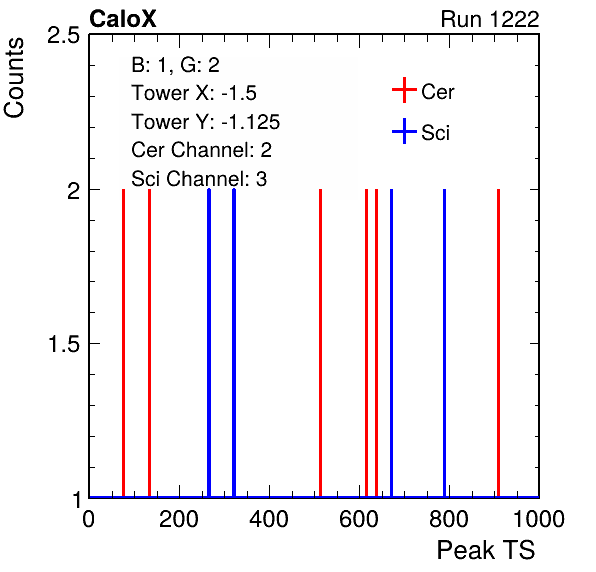 CaloX Run 1222
Counts
2.5
2
1.5
1
B: 1, G: 2
Tower X: -1.5
Tower Y: -1.125
Cer Channel: 2
Sci Channel: 3
Cer
Sci
0 200 400 600 800 1000
Peak TS